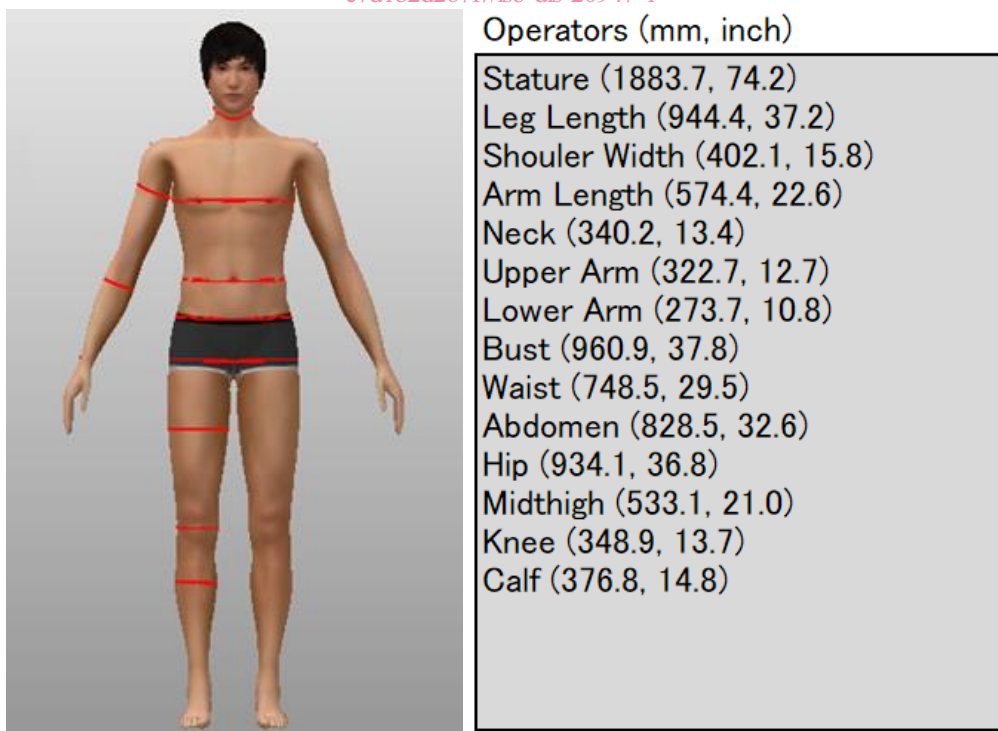 Operators (mm, inch)
Stature (1883.7, 74.2)
Leg Length (944.4, 37.2)
Shouler Width (402.1, 15.8)
Arm Length (574.4, 22.6)
Neck (340.2, 13.4)
Upper Arm (322.7, 12.7)
Lower Arm (273.7, 10.8)
Bust (960.9, 37.8)
Waist (748.5, 29.5)
Abdomen (828.5, 32.6)
Hip (934.1, 36.8)
Midthigh (533.1, 21.0)
Knee (348.9, 13.7)
Calf (376.8, 14.8)